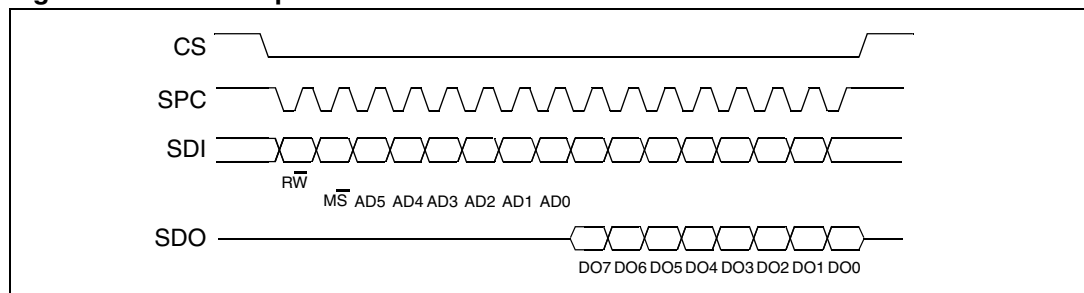 CS
SPC
SDI
RW̅
MS̅ AD5 AD4 AD3 AD2 AD1 AD0
SDO
DO7 DO6 DO5 DO4 DO3 DO2 DO1 DO0